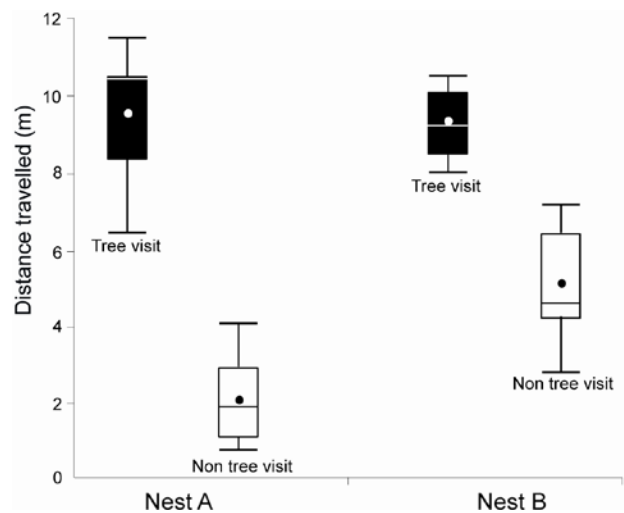 Distance travelled (m)
12
10
8
6
4
2
0
Tree visit
Non tree visit
Tree visit
Non tree visit
Nest A
Nest B